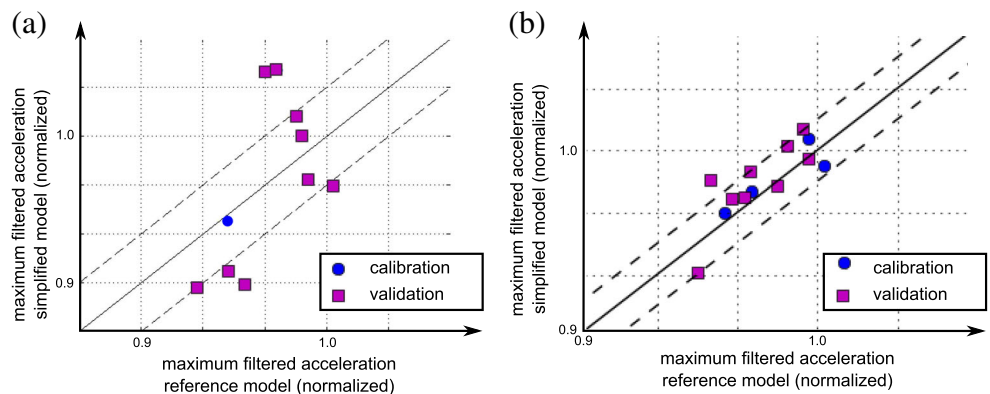 (a)
maximum filtered acceleration
simplified model (normalized)
1.0
0.9
calibration
validation
0.9
1.0
maximum filtered acceleration
reference model (normalized)
(b)
maximum filtered acceleration
simplified model (normalized)
1.0
0.9
calibration
validation
0.9
1.0
maximum filtered acceleration
reference model (normalized)